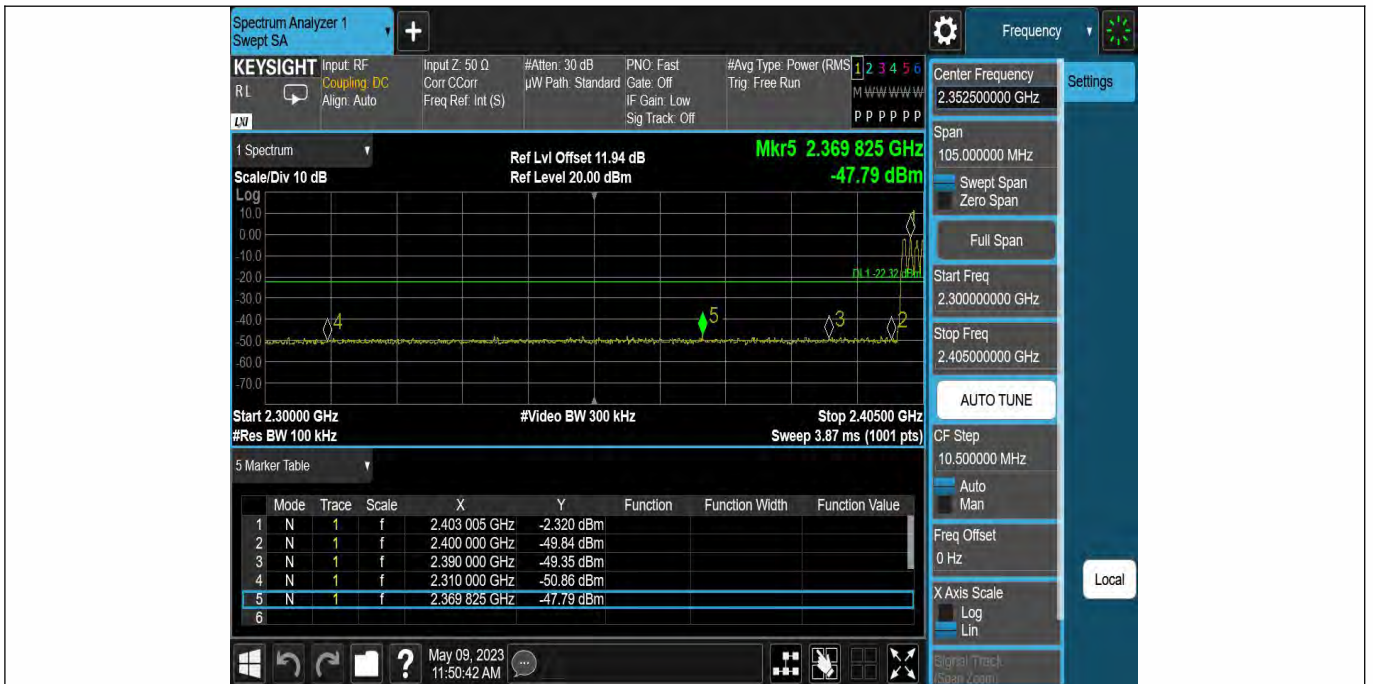 Spectrum Analyzer 1
Swept SA
+
Frequency
KEYSIGHT
R L
LXI
Input: RF
Coupling: DC
Align: Auto
Input Z: 50 Ω
Corr CCorr
Freq Ref: Int (S)
#Atten: 30 dB
µW Path: Standard
PNO: Fast
Gate: Off
IF Gain: Low
Sig Track: Off
#Avg Type: Power (RMS
Trig: Free Run
1 2 3 4 5 6
M W W W W W
P P P P P P
1 Spectrum
Scale/Div 10 dB
Ref Lvl Offset 11.94 dB
Ref Level 20.00 dBm
Mkr5 2.369 825 GHz
-47.79 dBm
Log
10.0
0.00
-10.0
-20.0
-30.0
-40.0
-50.0
-60.0
-70.0
1
DL1 -22.32 dBm
4
5
3
2
Start 2.30000 GHz
#Video BW 300 kHz
Stop 2.40500 GHz
#Res BW 100 kHz
Sweep 3.87 ms (1001 pts)
5 Marker Table
Mode Trace Scale X Y Function Function Width Function Value
1 N 1 f 2.403 005 GHz -2.320 dBm
2 N 1 f 2.400 000 GHz -49.84 dBm
3 N 1 f 2.390 000 GHz -49.35 dBm
4 N 1 f 2.310 000 GHz -50.86 dBm
5 N 1 f 2.369 825 GHz -47.79 dBm
6
?
May 09, 2023
11:50:42 AM
Center Frequency
2.352500000 GHz
Settings
Span
105.000000 MHz
Swept Span
Zero Span
Full Span
Start Freq
2.300000000 GHz
Stop Freq
2.405000000 GHz
AUTO TUNE
CF Step
10.500000 MHz
Auto
Man
Freq Offset
0 Hz
X Axis Scale
Log
Lin
Local
Signal Track
(Span Zoom)